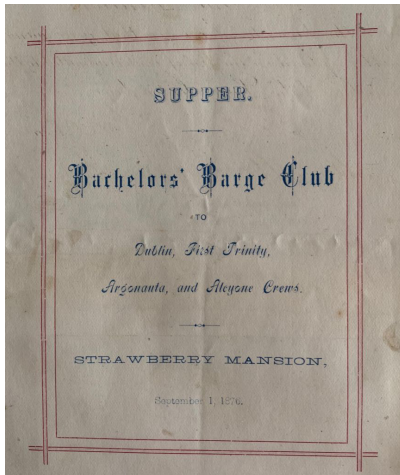 SUPPER.
Bachelors' Barge Club
TO
Dublin, First Trinity,
Argonauta, and Alcyone Crews.
STRAWBERRY MANSION,
September 1, 1876.